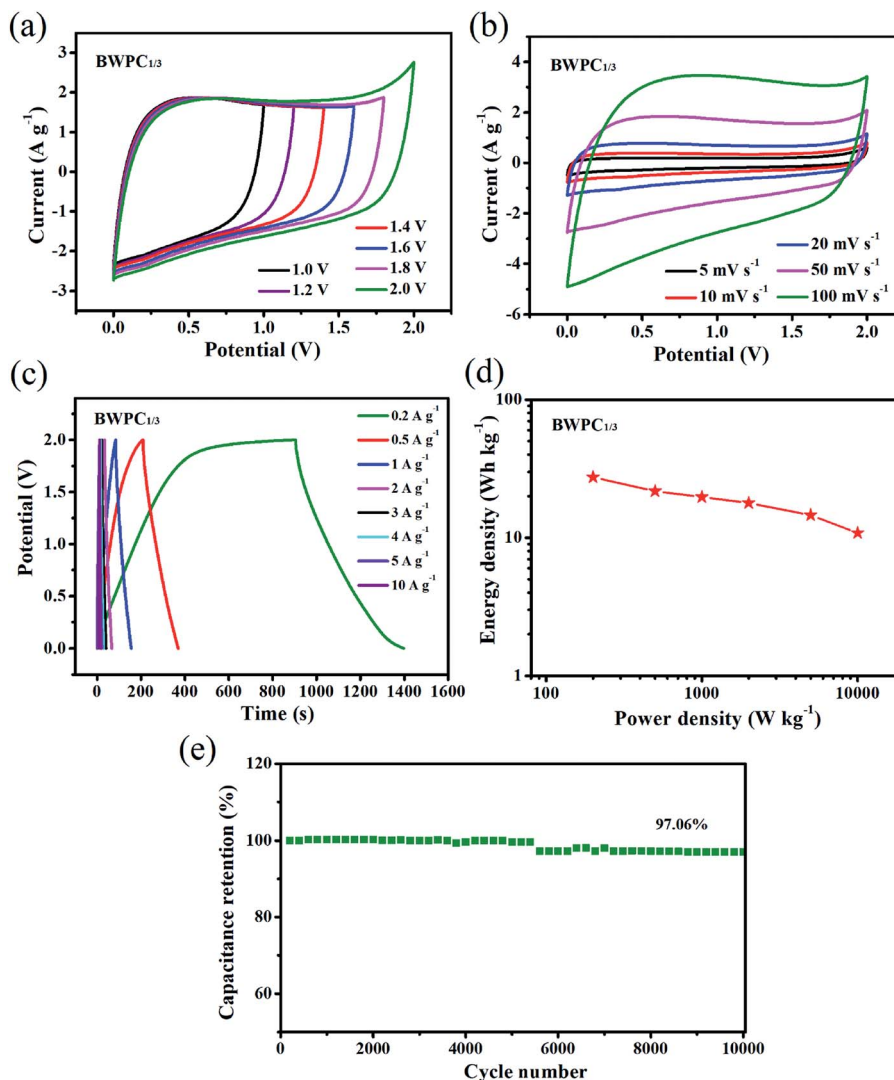 (a)
BWPC1/3
3
2
1
0
-1
-2
-3
Current (A g-1)
1.0 V
1.2 V
1.4 V
1.6 V
1.8 V
2.0 V
0.0 0.5 1.0 1.5 2.0
Potential (V)
(b)
BWPC1/3
6
4
2
0
-2
-4
-6
Current (A g-1)
5 mV s-1
10 mV s-1
20 mV s-1
50 mV s-1
100 mV s-1
0.0 0.5 1.0 1.5 2.0
Potential (V)
(c)
BWPC1/3
2.0
1.5
1.0
0.5
0.0
Potential (V)
0.2 A g-1
0.5 A g-1
1 A g-1
2 A g-1
3 A g-1
4 A g-1
5 A g-1
10 A g-1
0 200 400 600 800 1000 1200 1400 1600
Time (s)
(d)
BWPC1/3
100
10
1
Energy density (Wh kg-1)
100 1000 10000
Power density (W kg-1)
(e)
120
100
80
60
Capacitance retention (%)
97.06%
0 2000 4000 6000 8000 10000
Cycle number